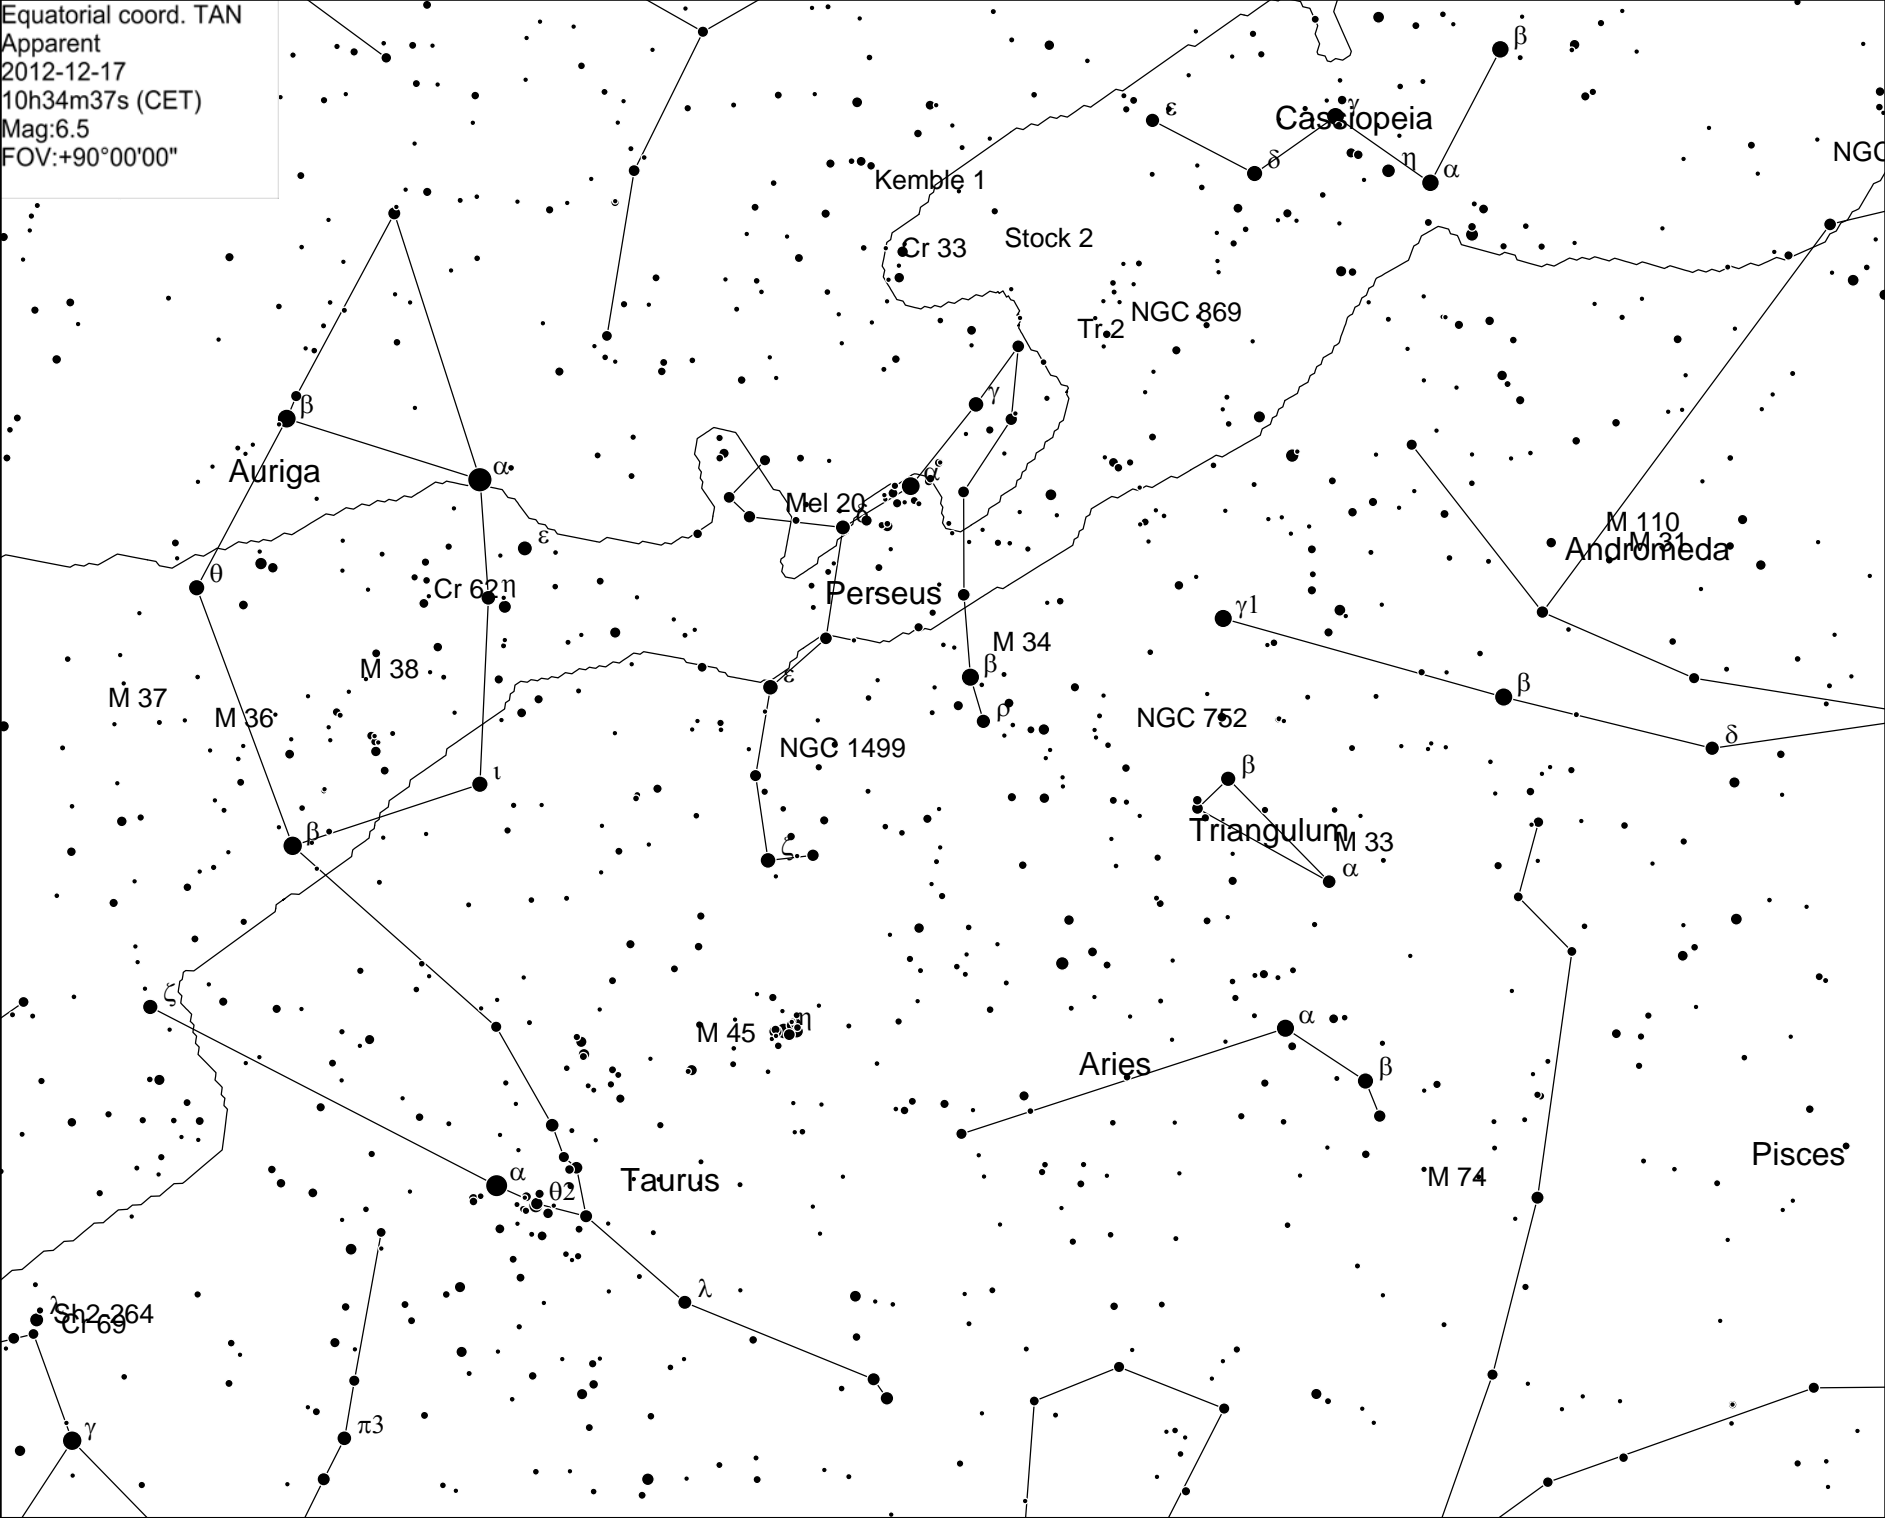 Equatorial coord. TAN
Apparent
2012-12-17
10h34m37s (CET)
Mag:6.5
FOV:+90°00'00"
β
ε
γ
Cassiopeia
δ
η
α
NGC
Kemble 1
Cr 33
Stock 2
NGC 869
Tr 2
β
γ
Auriga
α
α
Mel 20
δ
M 110
M 31
Andromeda
ε
θ
Cr 62
η
Perseus
γ1
M 34
M 38
β
ε
β
M 37
M 36
ρ
NGC 752
δ
NGC 1499
ι
β
β
Triangulum
M 33
ζ
α
ζ
M 45
η
α
Aries
β
Pisces
α
Taurus
θ2
M 74
λ
λ
Sh2-264
Cr 69
γ
π3